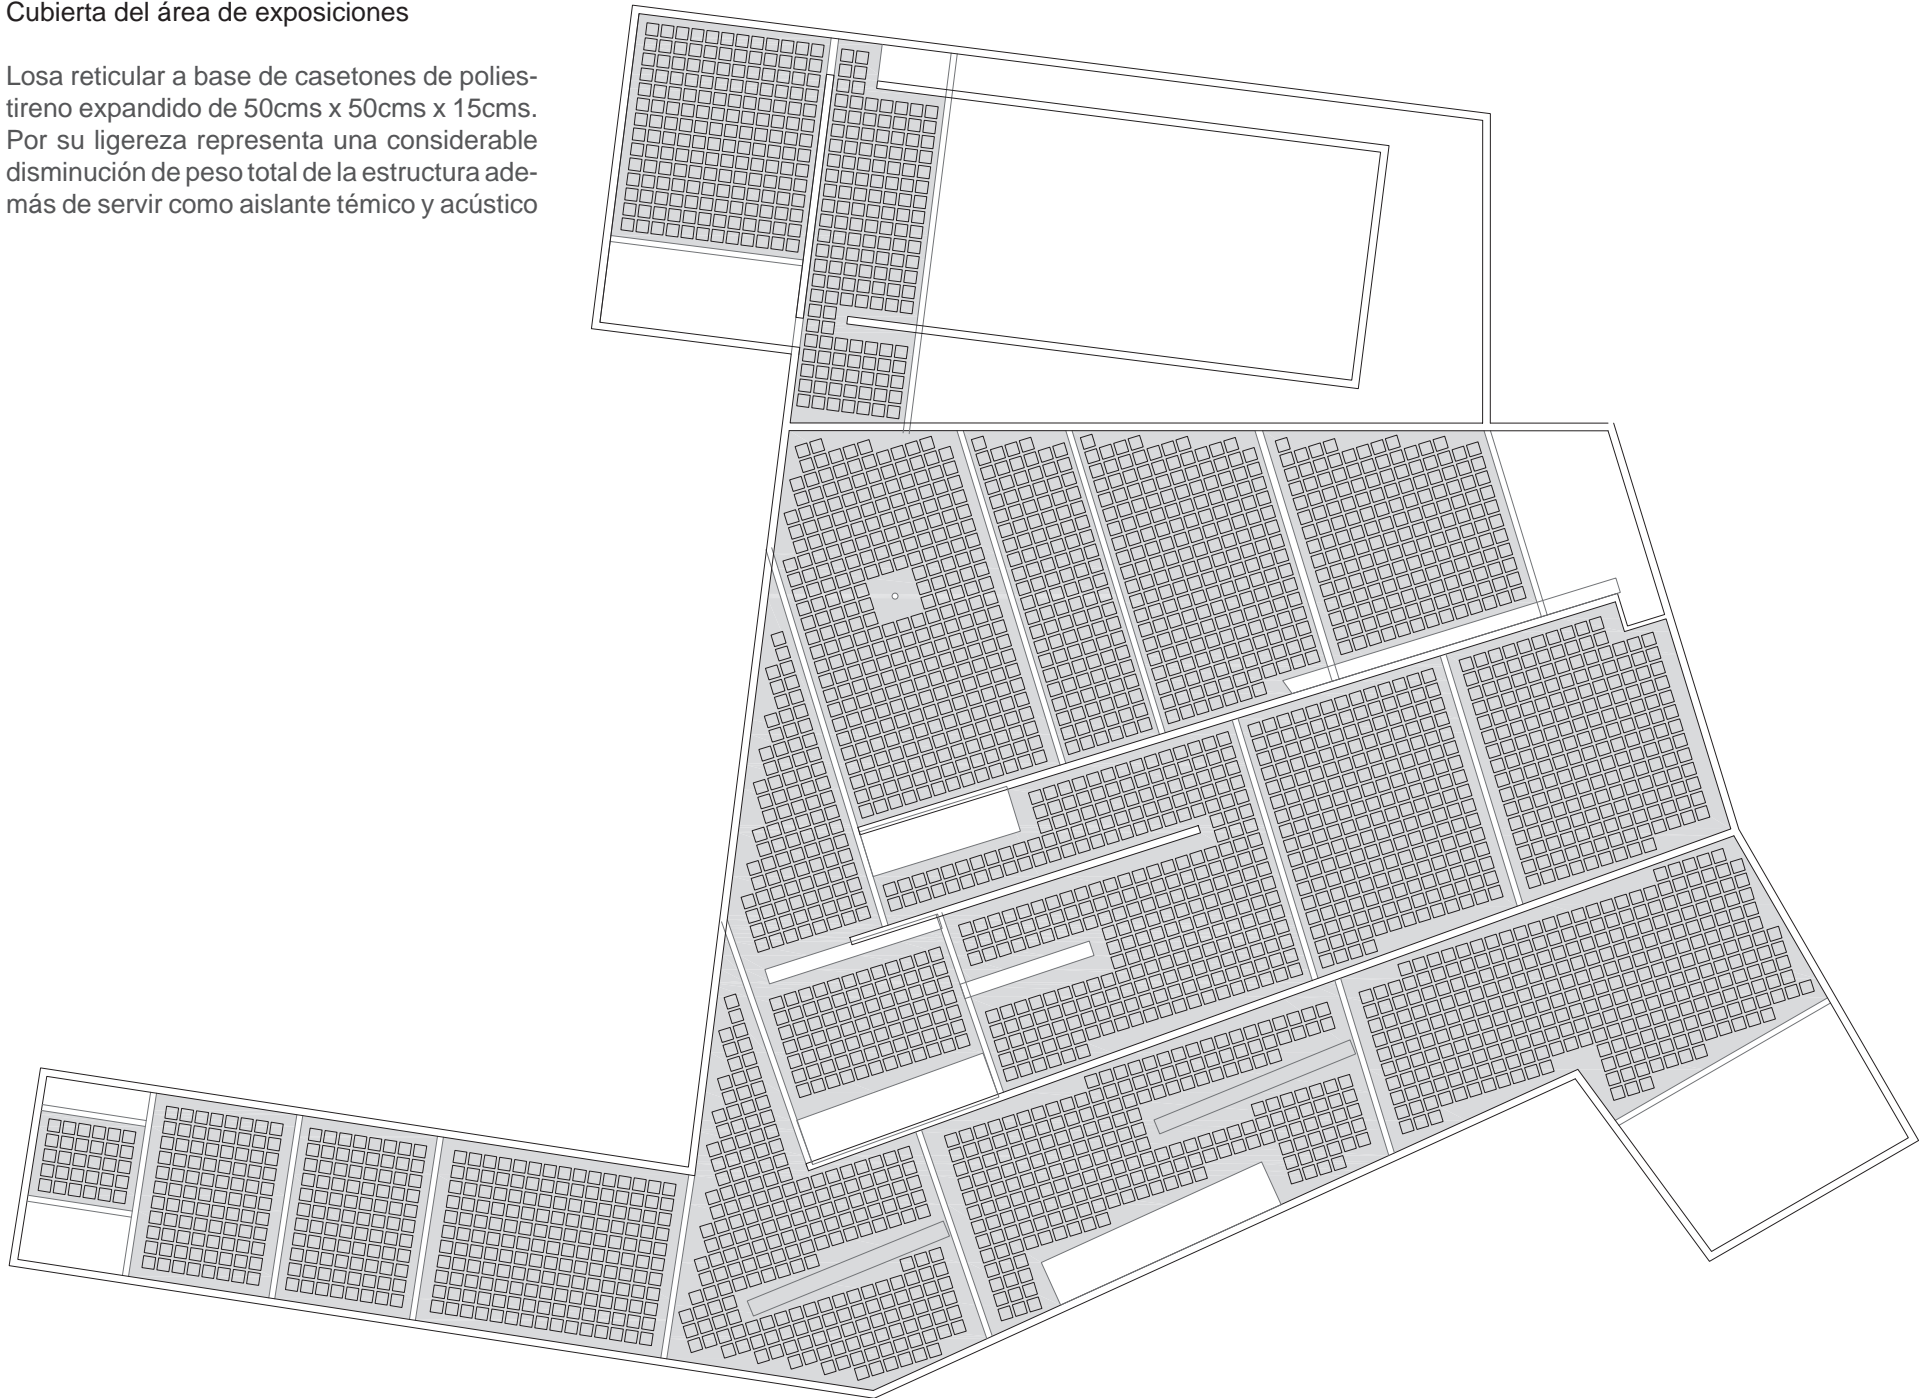 Cubierta del área de exposiciones
Losa reticular a base de casetones de polies-
tireno expandido de 50cms x 50cms x 15cms.
Por su ligereza representa una considerable
disminución de peso total de la estructura ade-
más de servir como aislante témico y acústico